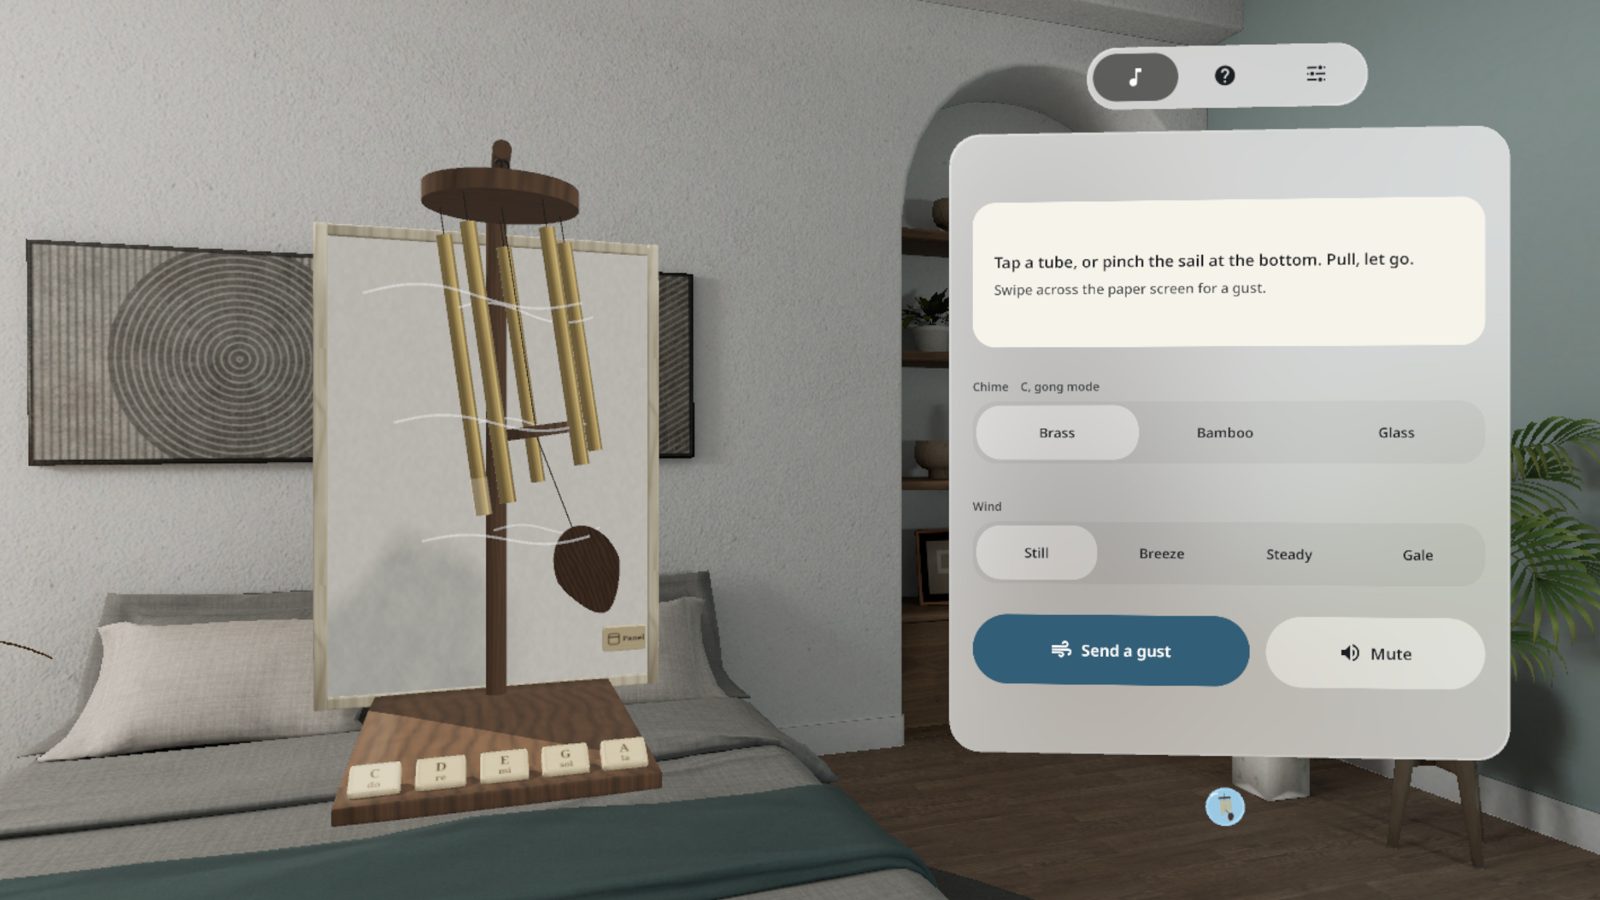 Tap a tube, or pinch the sail at the bottom. Pull, let go.
Swipe across the paper screen for a gust.
Chime C, gong mode
Brass Bamboo Glass
Wind
Still Breeze Steady Gale
Send a gust Mute
Panel
C D E G A
do re mi sol la